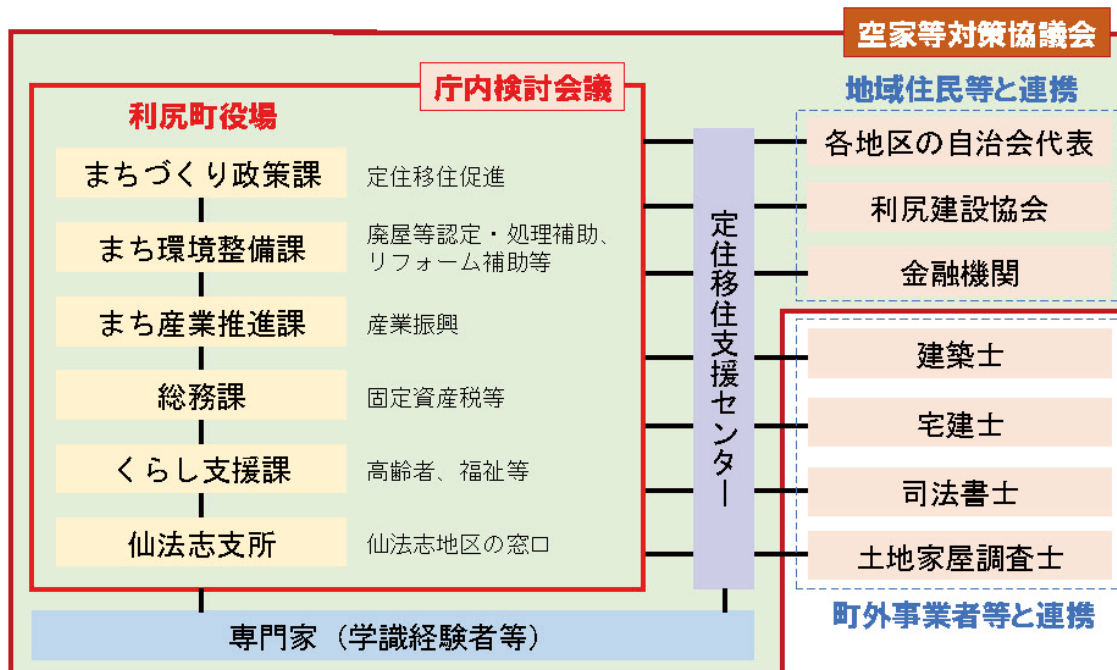 空家等対策協議会
庁内検討会議
利尻町役場
まちづくり政策課
定住移住促進
まち環境整備課
廃屋等認定・処理補助、
リフォーム補助等
まち産業推進課
産業振興
総務課
固定資産税等
くらし支援課
高齢者、福祉等
仙法志支所
仙法志地区の窓口
定住移住支援センター
地域住民等と連携
各地区の自治会代表
利尻建設協会
金融機関
建築士
宅建士
司法書士
土地家屋調査士
町外事業者等と連携
専門家（学識経験者等）